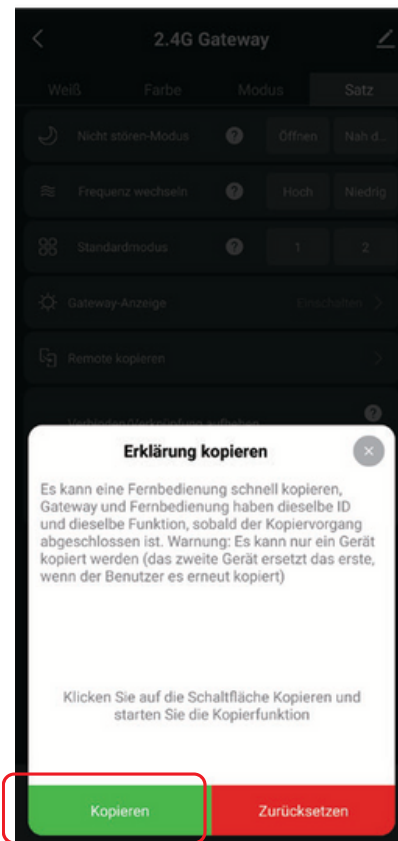 2.4G Gateway
Weiß Farbe Modus Satz
Nicht stören-Modus ? Öffnen Nah d...
Frequenz wechseln ? Hoch Niedrig
Standardmodus ? 1 2
Gateway-Anzeige Einschalten
Remote kopieren
?
Verbinden/Verknüpfung aufheben
Erklärung kopieren
Es kann eine Fernbedienung schnell kopieren,
Gateway und Fernbedienung haben dieselbe ID
und dieselbe Funktion, sobald der Kopiervorgang
abgeschlossen ist. Warnung: Es kann nur ein Gerät
kopiert werden (das zweite Gerät ersetzt das erste,
wenn der Benutzer es erneut kopiert)
Klicken Sie auf die Schaltfläche Kopieren und
starten Sie die Kopierfunktion
Kopieren Zurücksetzen